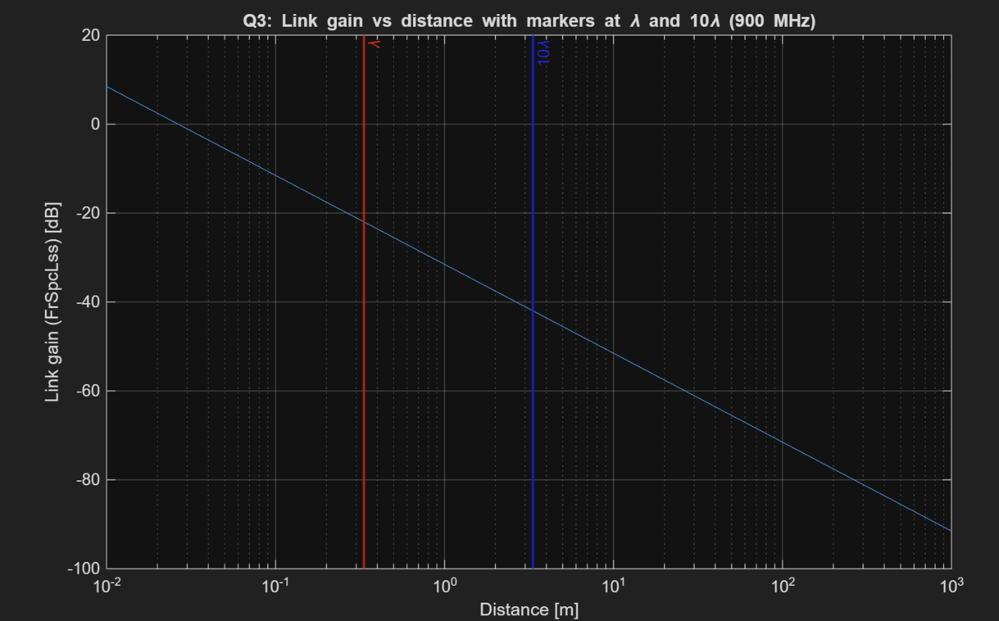 Q3: Link gain vs distance with markers at λ and 10λ (900 MHz)
λ
10λ
20
0
-20
-40
-60
-80
-100
Link gain (FrSpcLss) [dB]
10⁻² 10⁻¹ 10⁰ 10¹ 10² 10³
Distance [m]